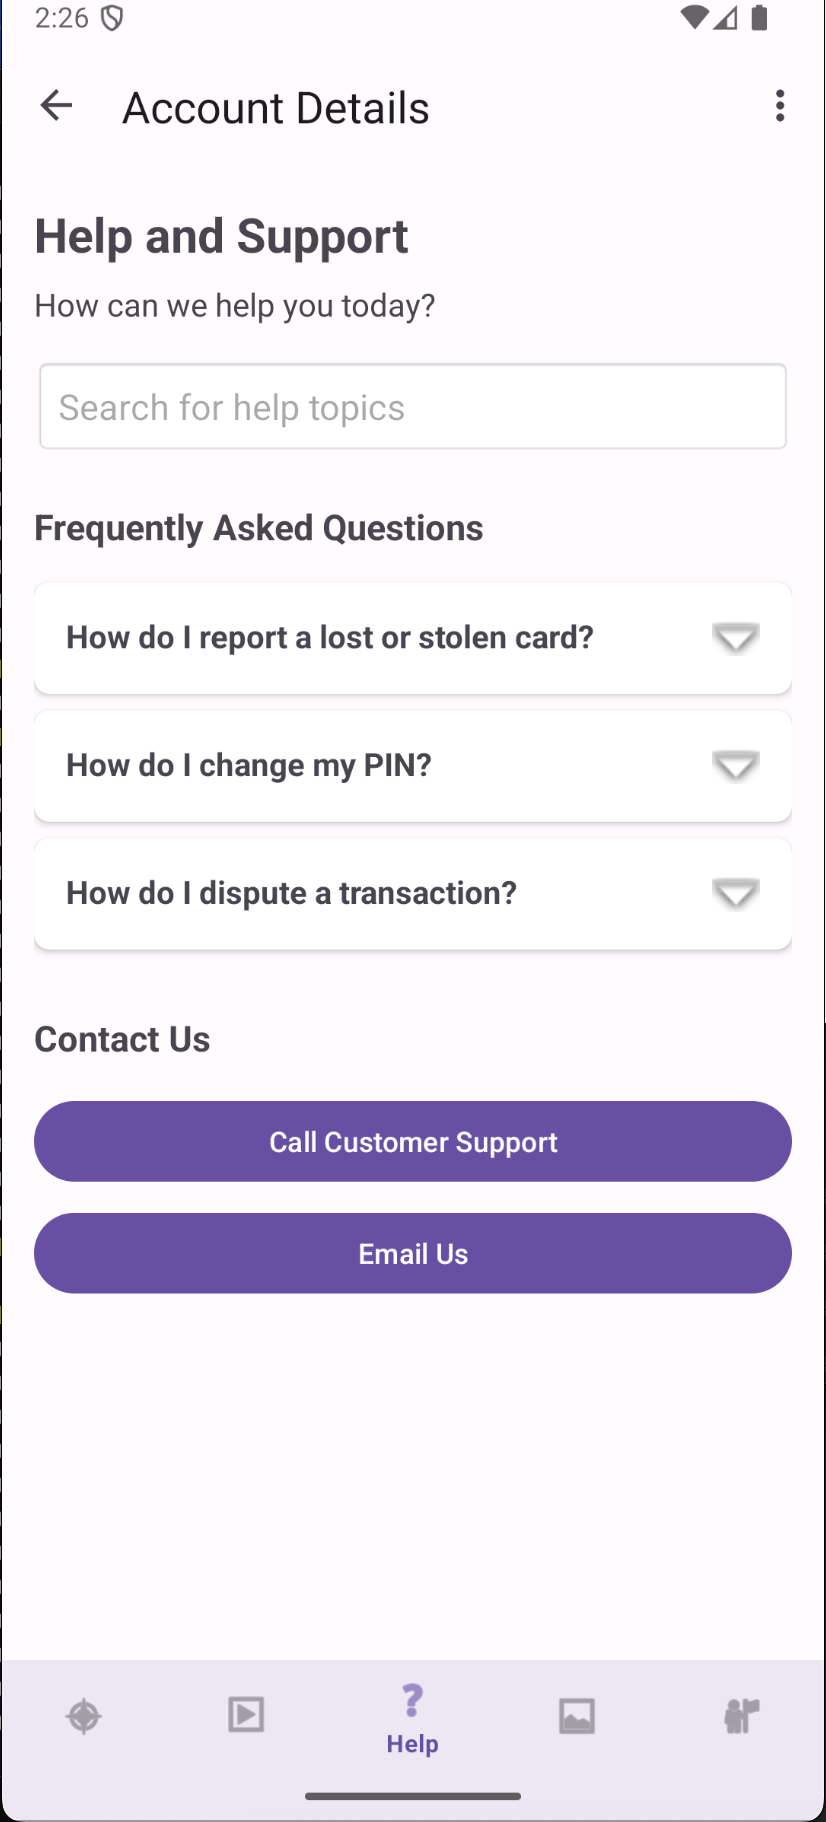 2:26
Account Details
Help and Support
How can we help you today?
Search for help topics
Frequently Asked Questions
How do I report a lost or stolen card?
How do I change my PIN?
How do I dispute a transaction?
Contact Us
Call Customer Support
Email Us
?
Help